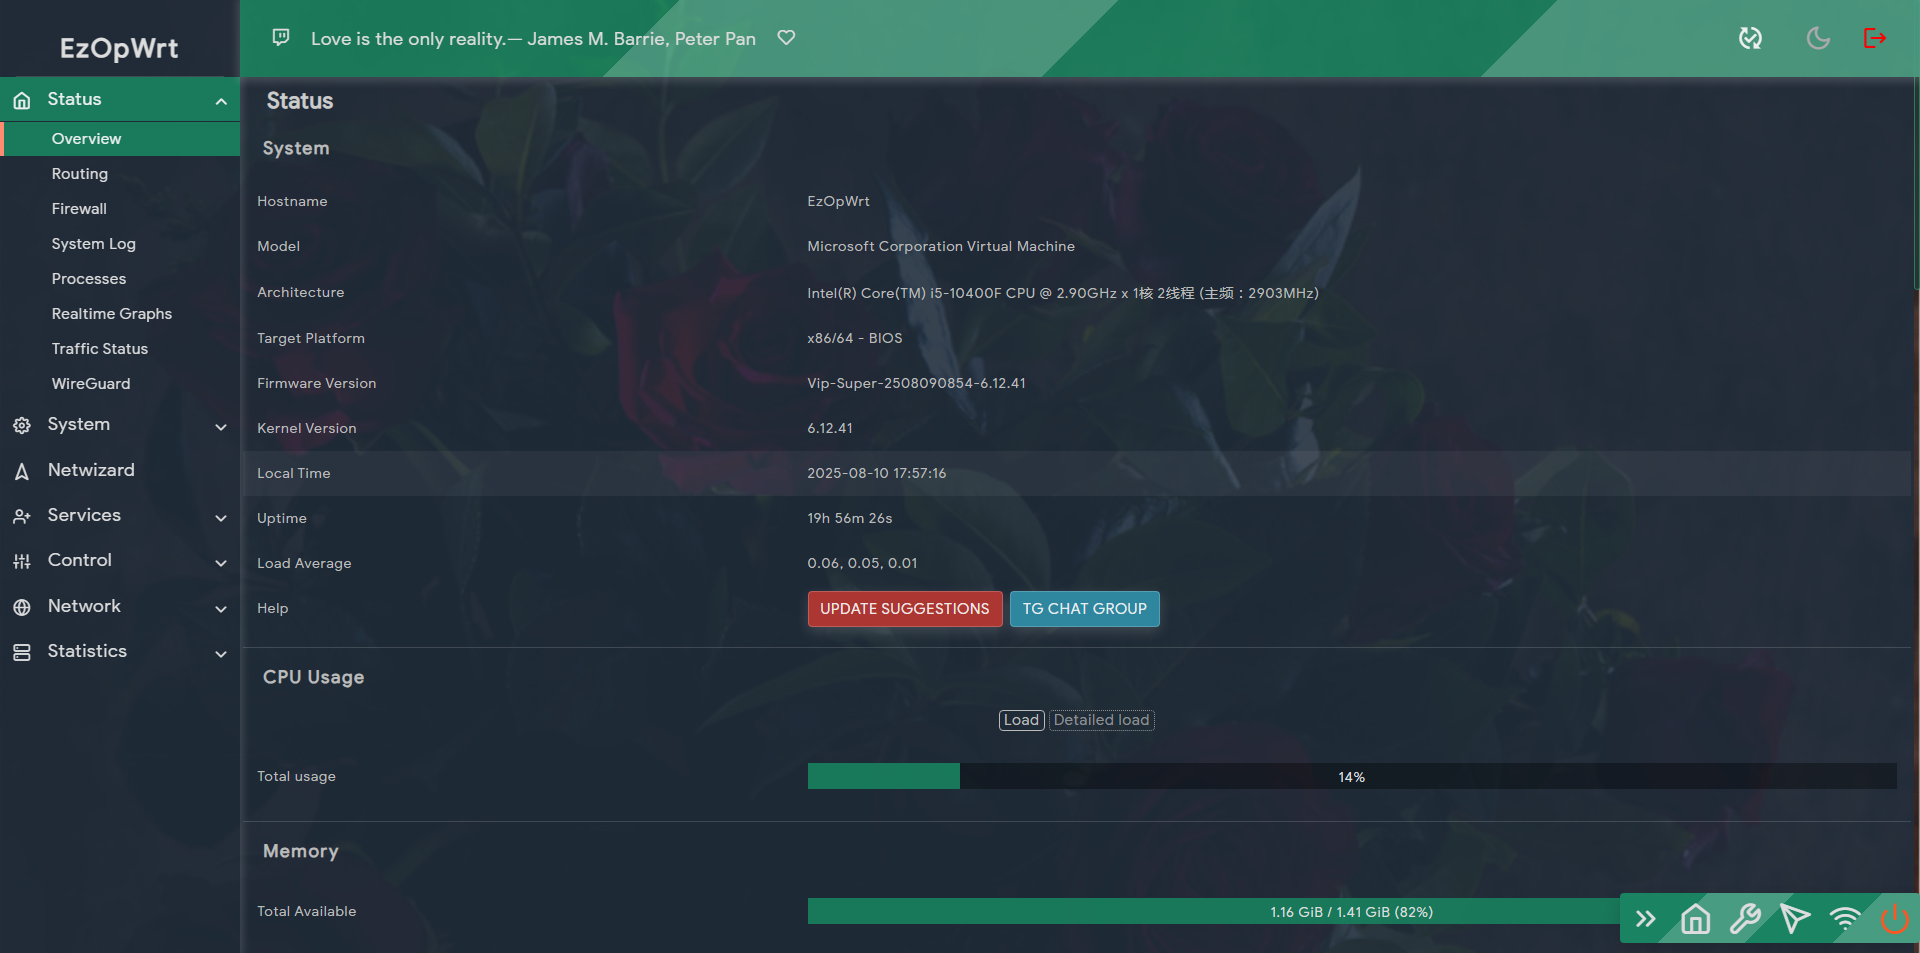 EzOpWrt
Love is the only reality.— James M. Barrie, Peter Pan
Status
Overview
Routing
Firewall
System Log
Processes
Realtime Graphs
Traffic Status
WireGuard
System
Netwizard
Services
Control
Network
Statistics
Status
System
Hostname EzOpWrt
Model Microsoft Corporation Virtual Machine
Architecture Intel(R) Core(TM) i5-10400F CPU @ 2.90GHz x 1核 2线程 (主频：2903MHz)
Target Platform x86/64 - BIOS
Firmware Version Vip-Super-2508090854-6.12.41
Kernel Version 6.12.41
Local Time 2025-08-10 17:57:16
Uptime 19h 56m 26s
Load Average 0.06, 0.05, 0.01
Help UPDATE SUGGESTIONS TG CHAT GROUP
CPU Usage
Load Detailed load
Total usage 14%
Memory
Total Available 1.16 GiB / 1.41 GiB (82%)